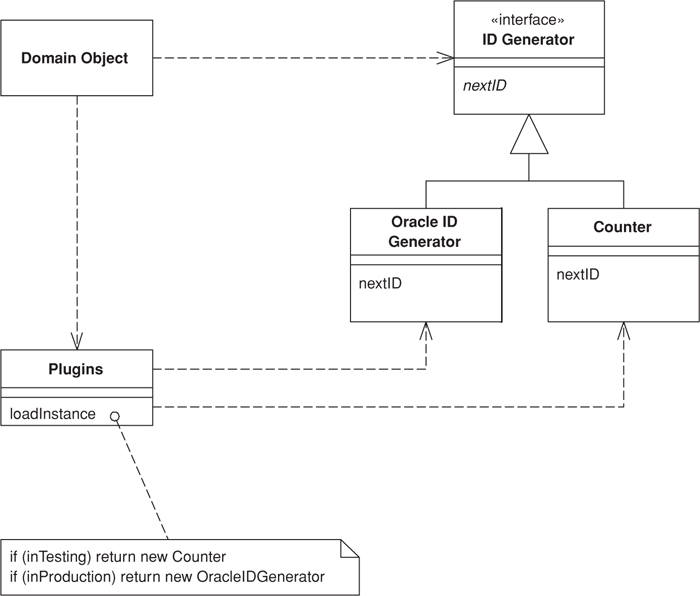 Domain Object
«interface»
ID Generator
nextID
Oracle ID
Generator
nextID
Counter
nextID
Plugins
loadInstance
if (inTesting) return new Counter
if (inProduction) return new OracleIDGenerator